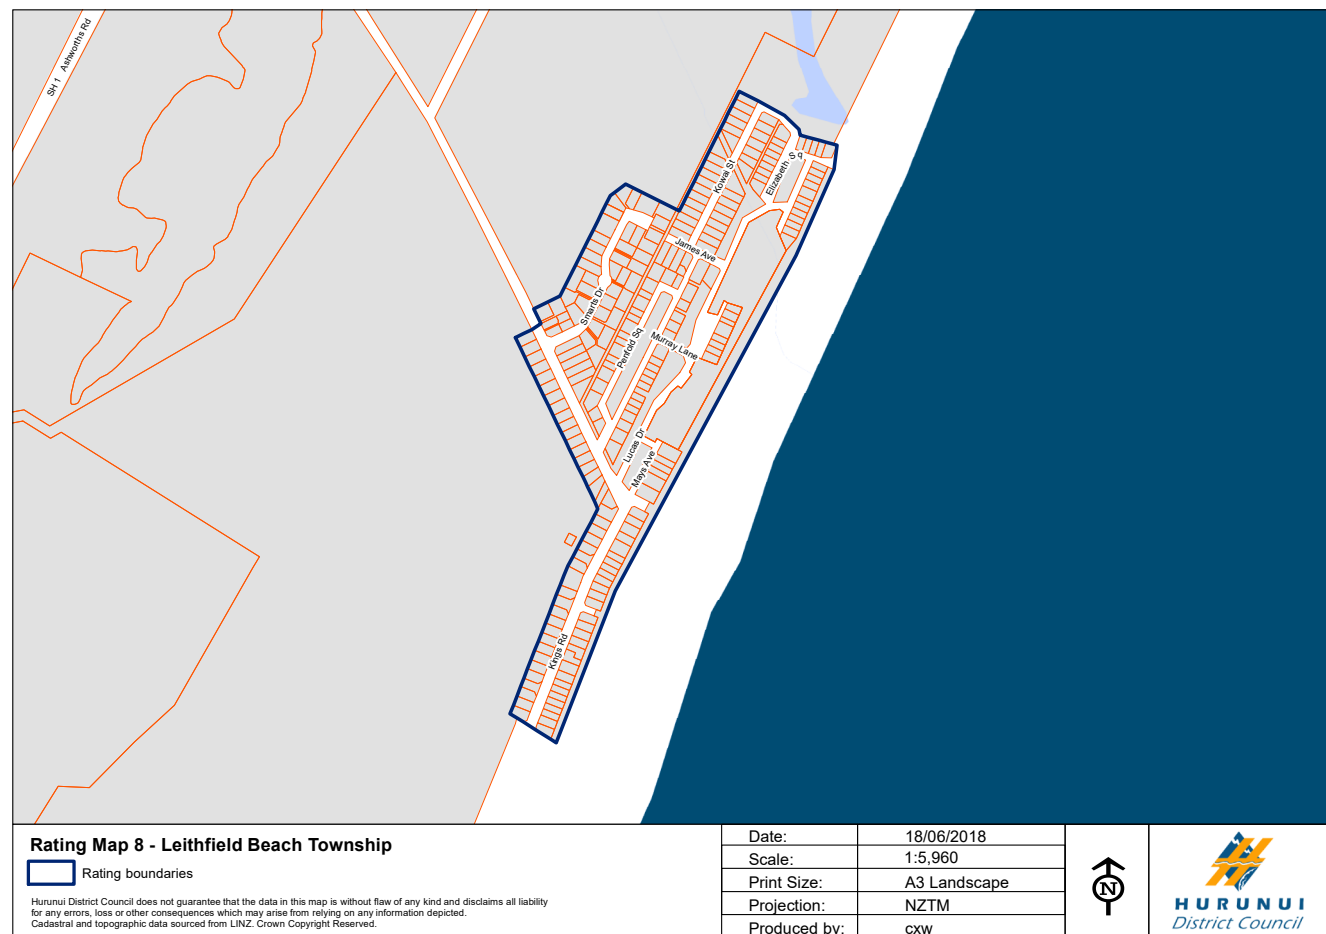 SH 1 Ashworths Rd
Kowai St
Elizabeth Sq
James Ave
Smarts Dr
Penfold Sq
Murray Lane
Lucas Dr
Mays Ave
Kings Rd
Rating Map 8 - Leithfield Beach Township
Rating boundaries
Hurunui District Council does not guarantee that the data in this map is without flaw of any kind and disclaims all liability
for any errors, loss or other consequences which may arise from relying on any information depicted.
Cadastral and topographic data sourced from LINZ. Crown Copyright Reserved.
Date: 18/06/2018
Scale: 1:5,960
Print Size: A3 Landscape
Projection: NZTM
Produced by: cxw
N
HURUNUI
District Council